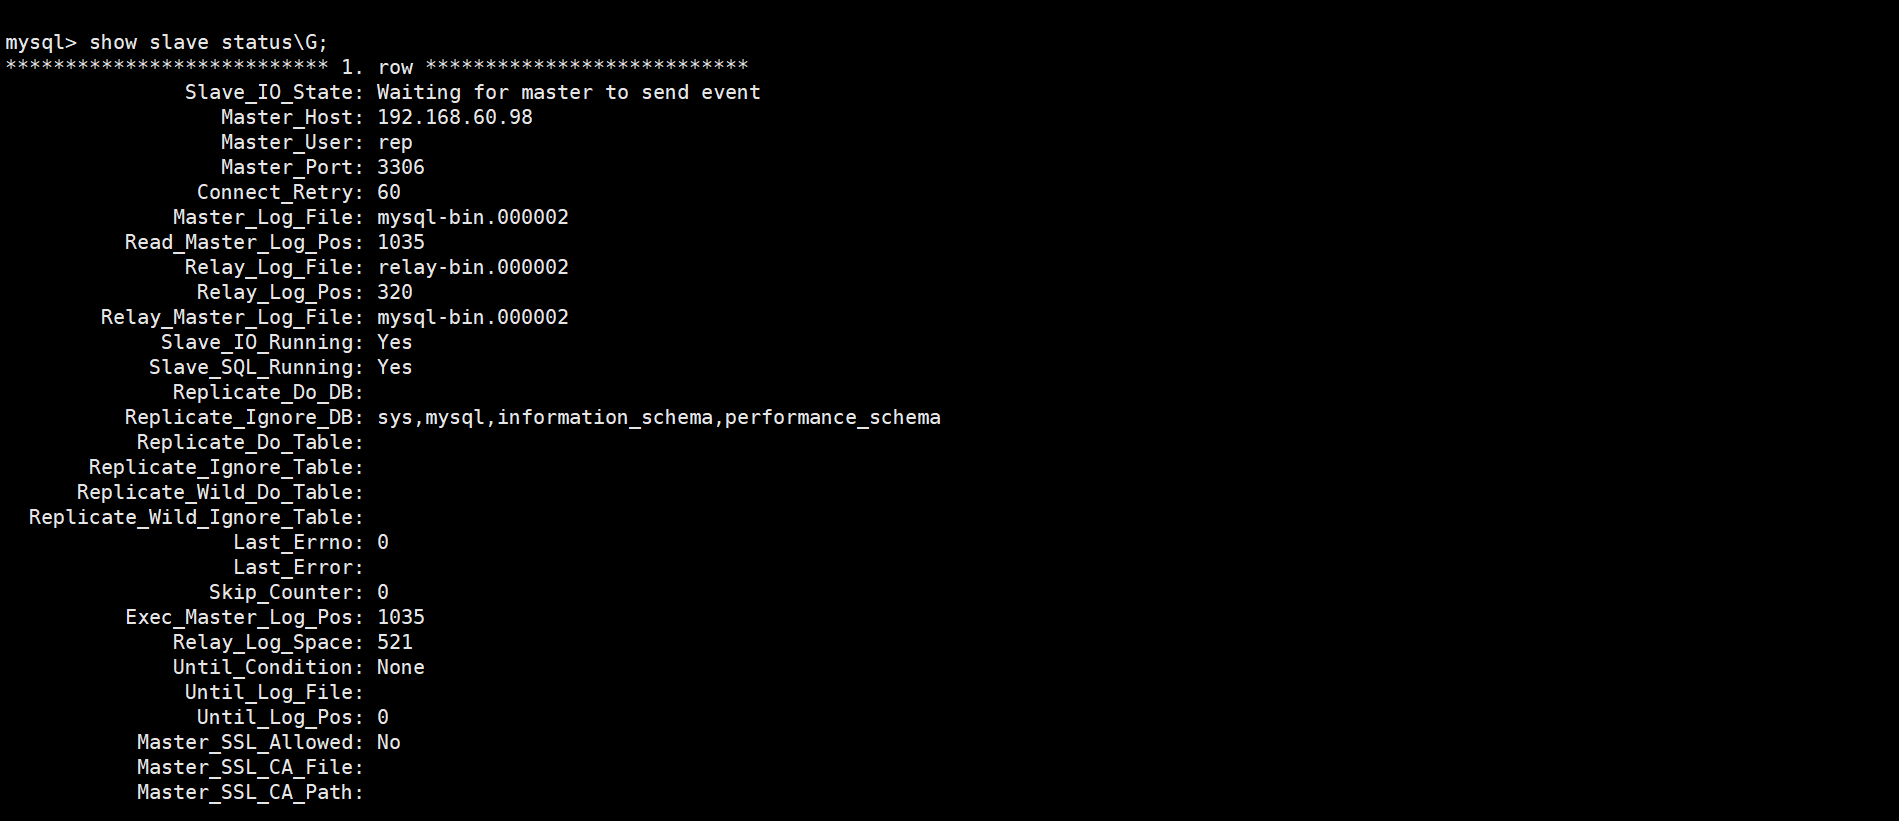 mysql> show slave status\G;
*************************** 1. row ***************************
Slave_IO_State: Waiting for master to send event
Master_Host: 192.168.60.98
Master_User: rep
Master_Port: 3306
Connect_Retry: 60
Master_Log_File: mysql-bin.000002
Read_Master_Log_Pos: 1035
Relay_Log_File: relay-bin.000002
Relay_Log_Pos: 320
Relay_Master_Log_File: mysql-bin.000002
Slave_IO_Running: Yes
Slave_SQL_Running: Yes
Replicate_Do_DB:
Replicate_Ignore_DB: sys,mysql,information_schema,performance_schema
Replicate_Do_Table:
Replicate_Ignore_Table:
Replicate_Wild_Do_Table:
Replicate_Wild_Ignore_Table:
Last_Errno: 0
Last_Error:
Skip_Counter: 0
Exec_Master_Log_Pos: 1035
Relay_Log_Space: 521
Until_Condition: None
Until_Log_File:
Until_Log_Pos: 0
Master_SSL_Allowed: No
Master_SSL_CA_File:
Master_SSL_CA_Path: